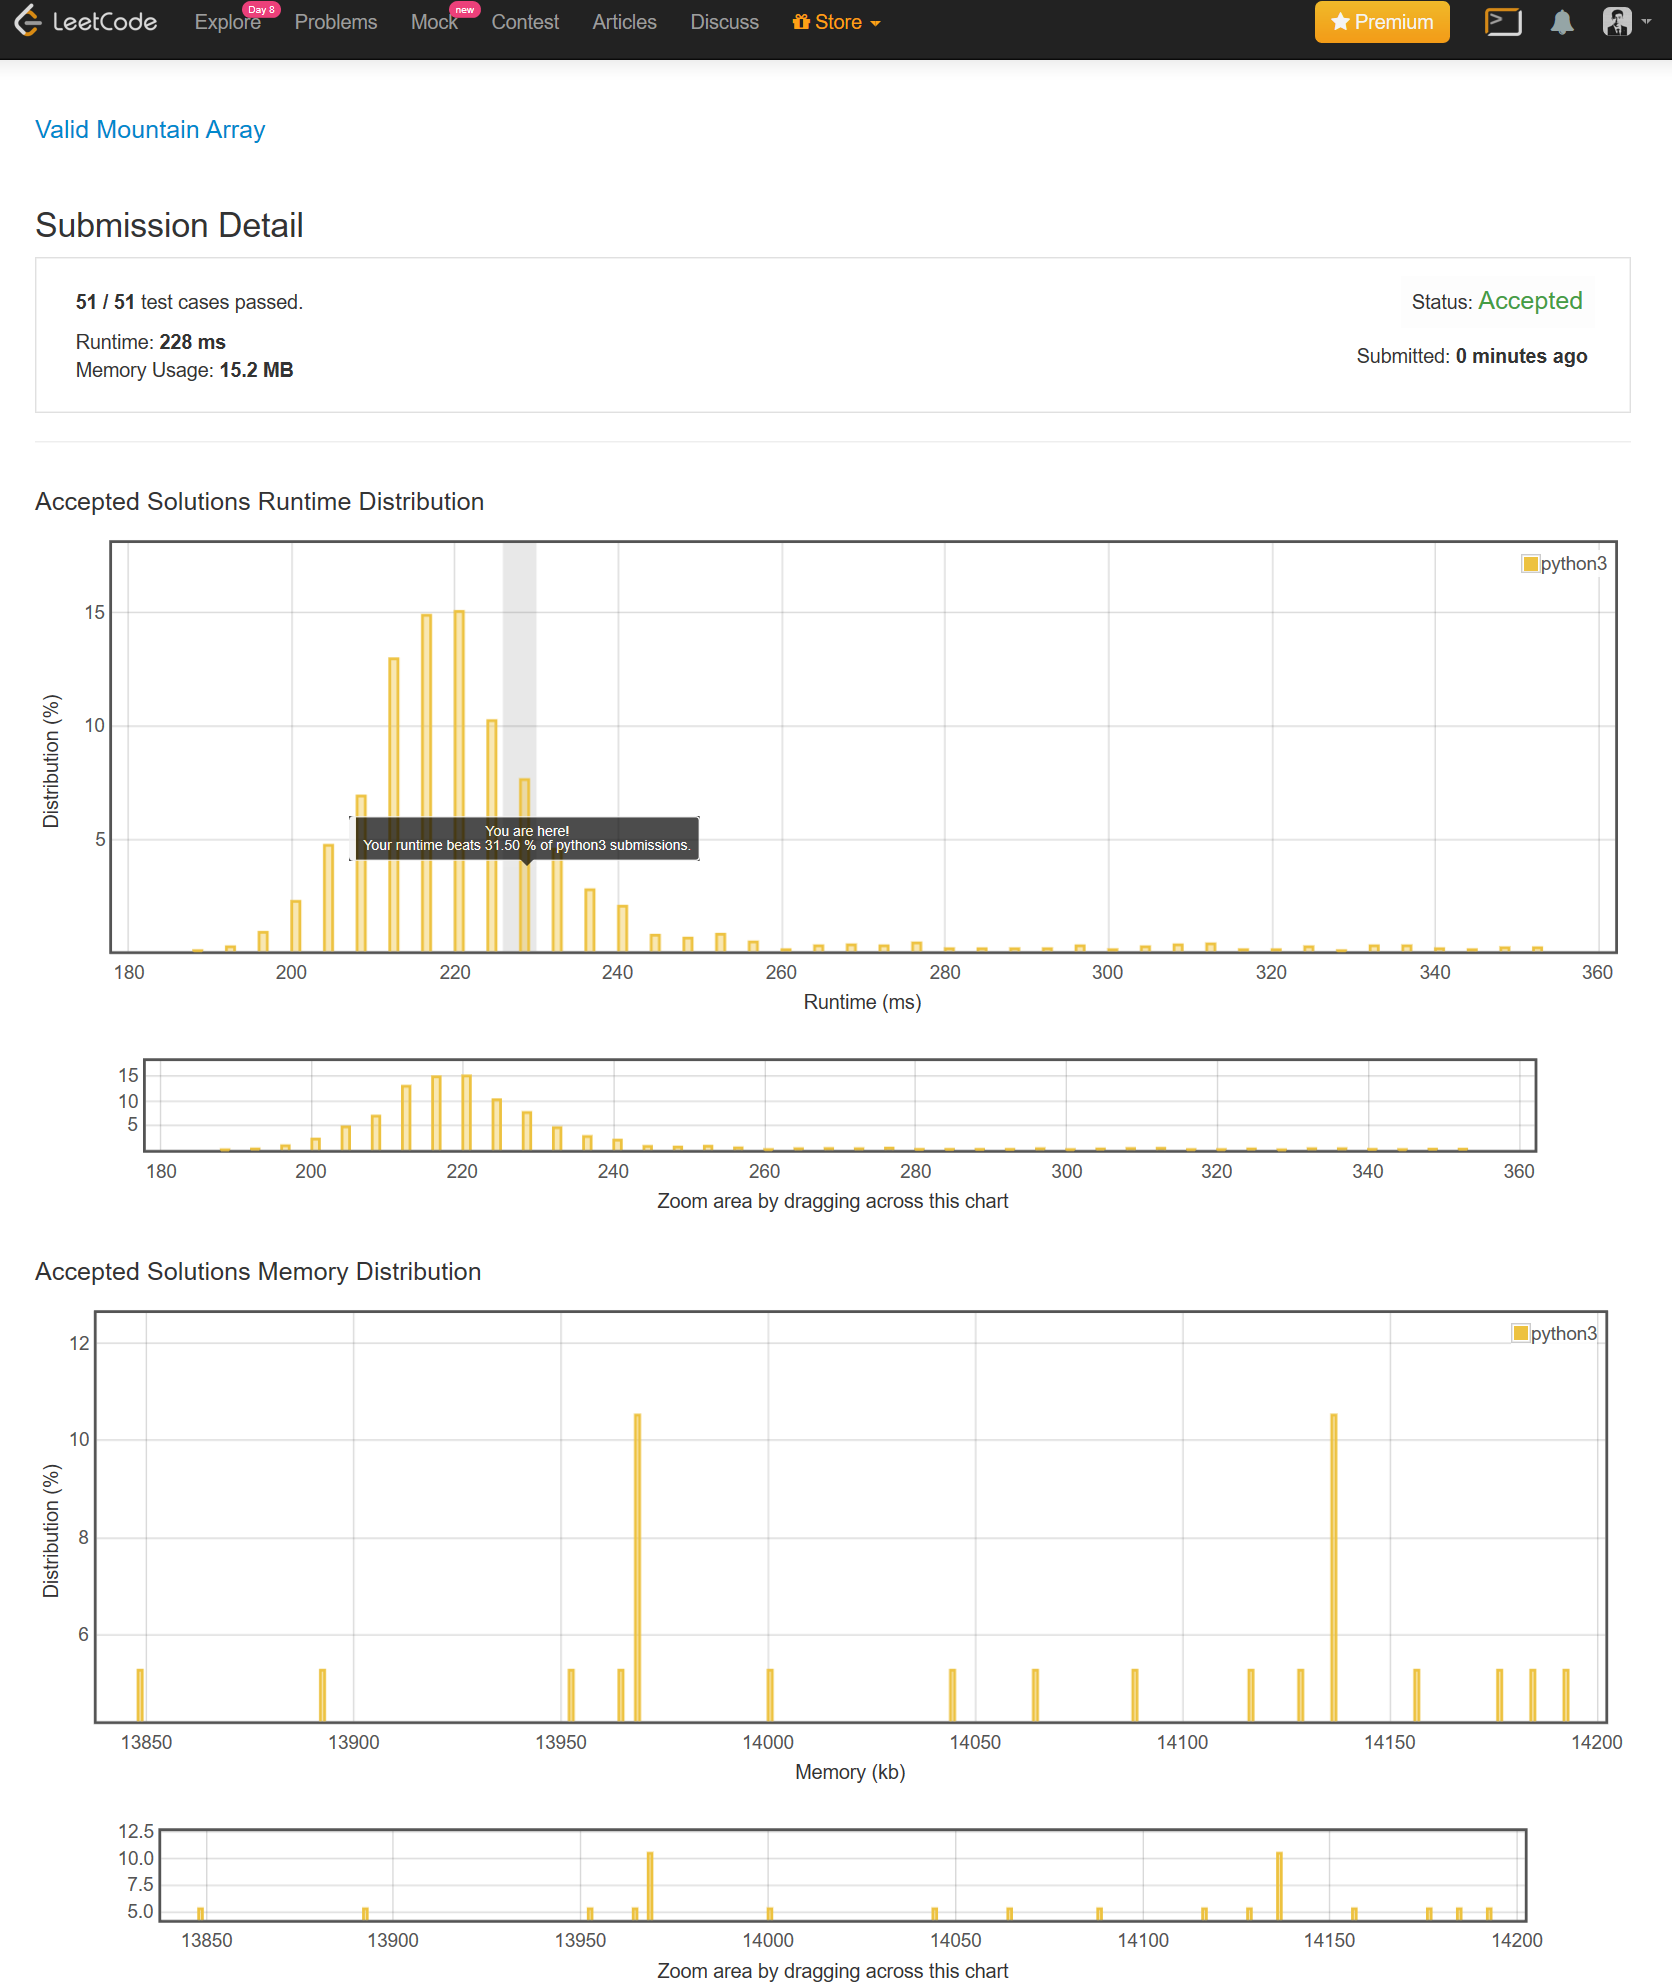 LeetCode
Explore Day 8 Problems Mock new Contest Articles Discuss Store Premium
Valid Mountain Array
Submission Detail
51 / 51 test cases passed.
Status: Accepted
Runtime: 228 ms
Submitted: 0 minutes ago
Memory Usage: 15.2 MB
Accepted Solutions Runtime Distribution
python3
15
10
5
Distribution (%)
You are here!
Your runtime beats 31.50 % of python3 submissions.
180 200 220 240 260 280 300 320 340 360
Runtime (ms)
15
10
5
180 200 220 240 260 280 300 320 340 360
Zoom area by dragging across this chart
Accepted Solutions Memory Distribution
python3
12
10
8
6
Distribution (%)
13850 13900 13950 14000 14050 14100 14150 14200
Memory (kb)
12.5
10.0
7.5
5.0
13850 13900 13950 14000 14050 14100 14150 14200
Zoom area by dragging across this chart